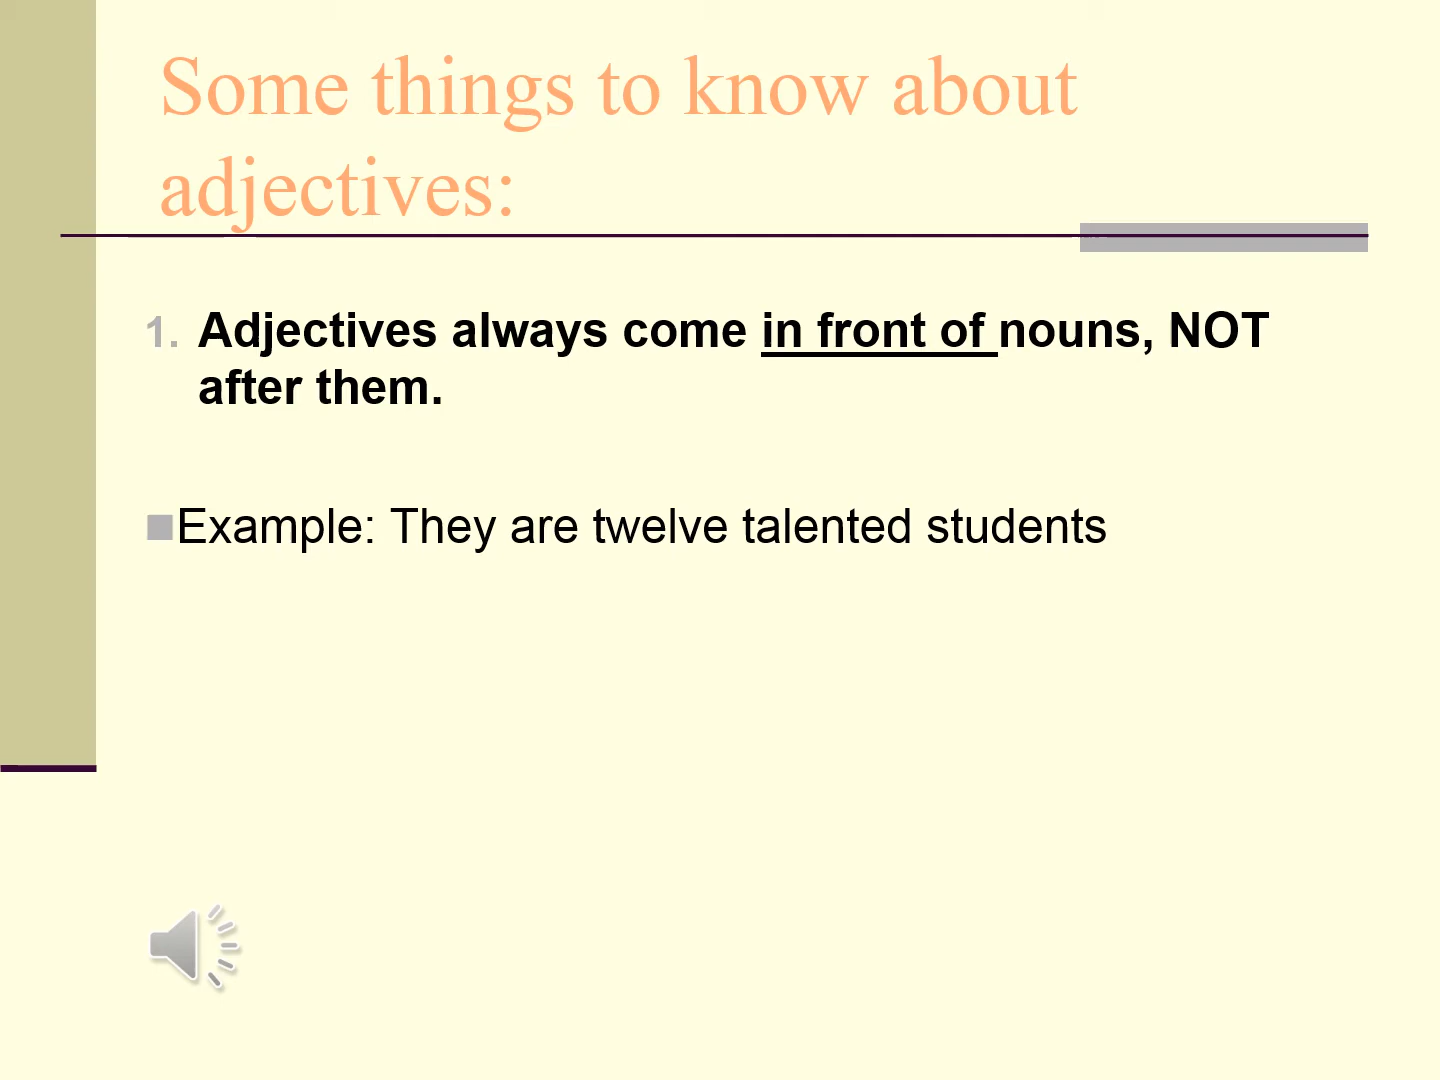 Some things to know about
adjectives:
1. Adjectives always come in front of nouns, NOT
after them.
Example: They are twelve talented students